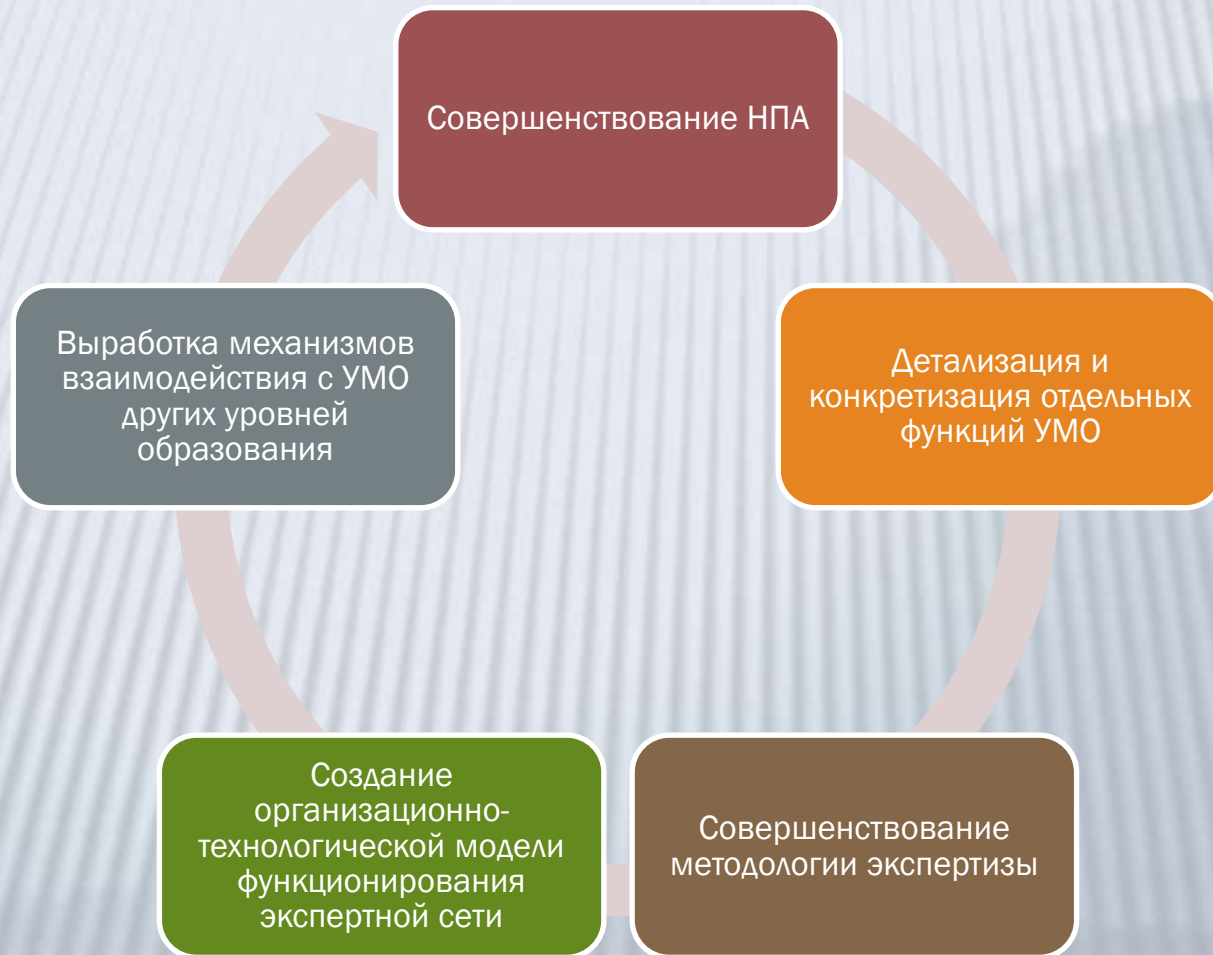 Совершенствование НПА
Детализация и
конкретизация отдельных
функций УМО
Совершенствование
методологии экспертизы
Создание
организационно-
технологической модели
функционирования
экспертной сети
Выработка механизмов
взаимодействия с УМО
других уровней
образования